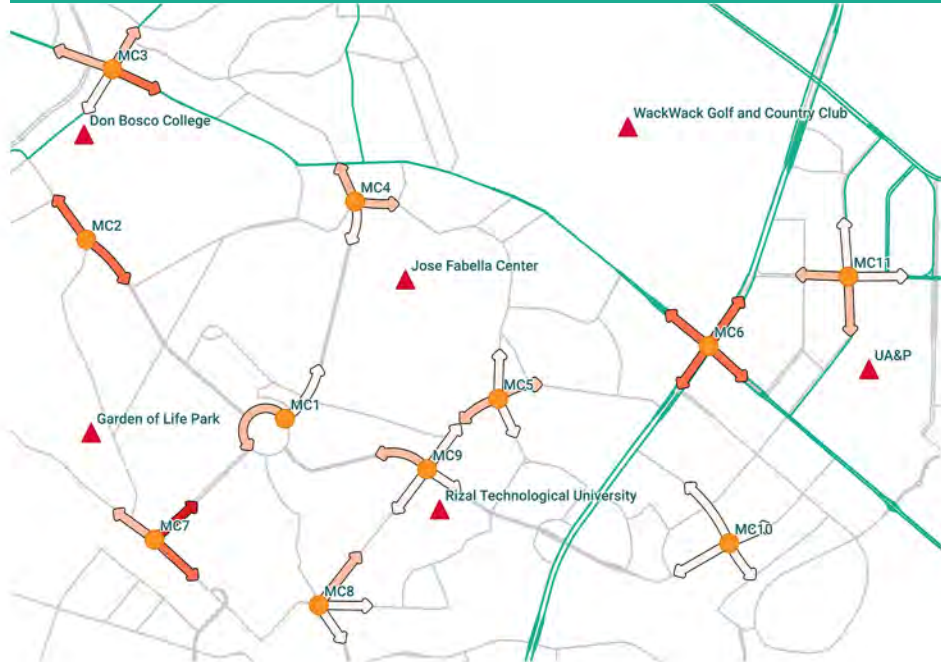 MC3
WackWack Golf and Country Club
Don Bosco College
MC4
MC2
Jose Fabella Center
MC11
MC6
UA&P
MC5
MC1
Garden of Life Park
MC9
Rizal Technological University
MC7
MC10
MC8